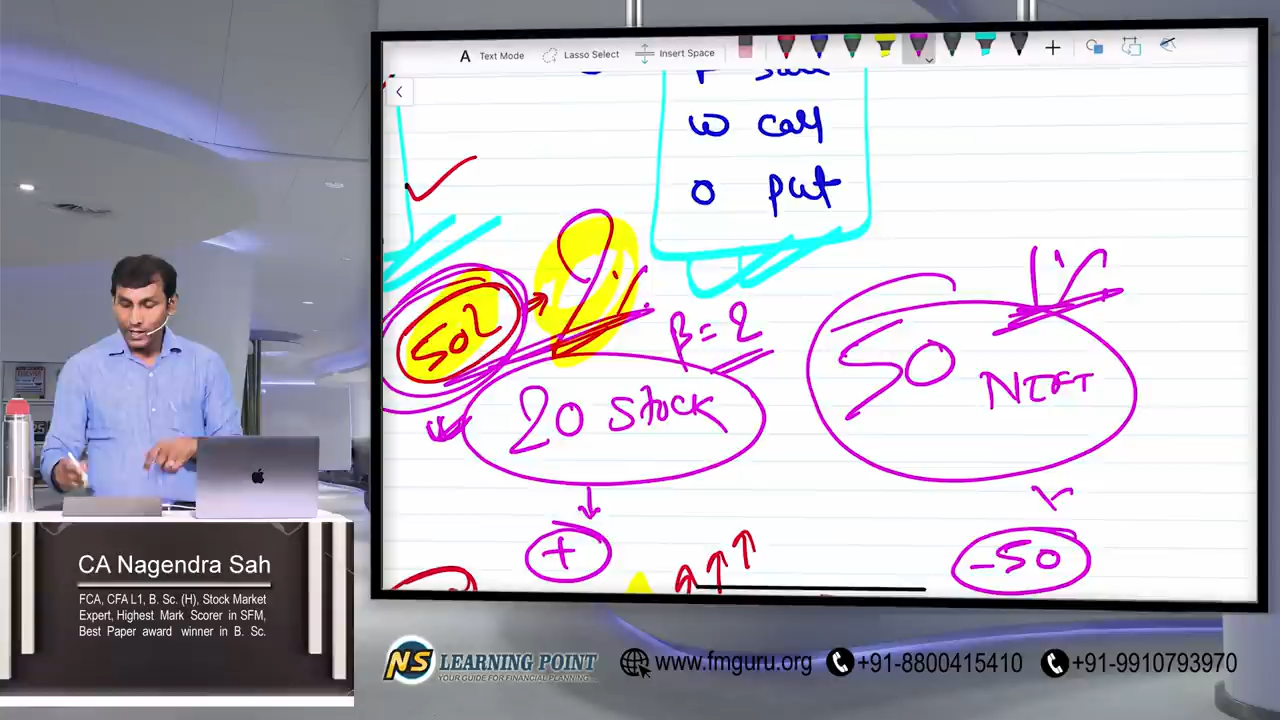 Text Mode
Lasso Select
Insert Space
w call
o put
502
2%
β = 2
1%
20 Stock
50 NIFT
+
-50
CA Nagendra Sah
FCA, CFA L1, B. Sc. (H), Stock Market
Expert, Highest Mark Scorer in SFM,
Best Paper award winner in B. Sc.
NS LEARNING POINT
YOUR GUIDE FOR FINANCIAL PLANNING...
www.fmguru.org
+91-8800415410
+91-9910793970